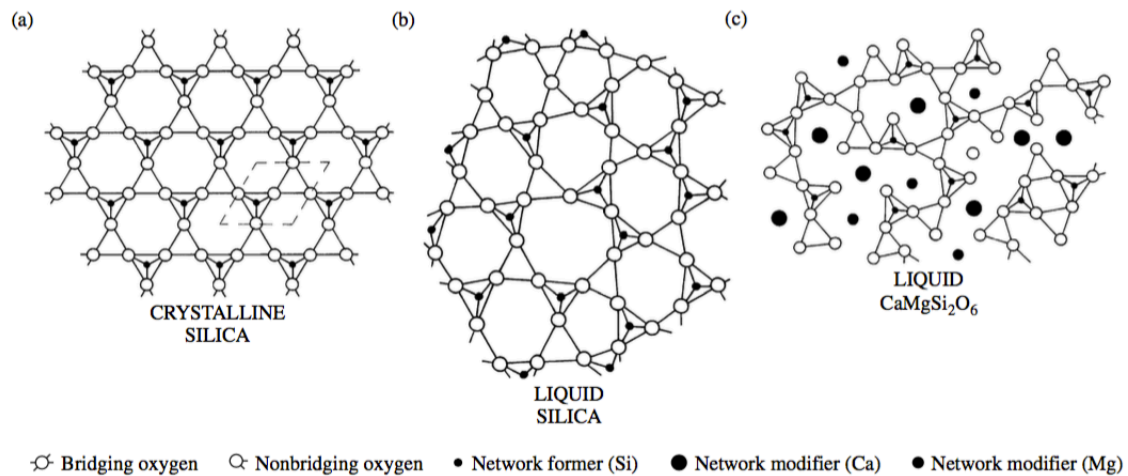 (a)
(b)
(c)
CRYSTALLINE
SILICA
LIQUID
SILICA
LIQUID
CaMgSi₂O₆
Bridging oxygen
Nonbridging oxygen
Network former (Si)
Network modifier (Ca)
Network modifier (Mg)